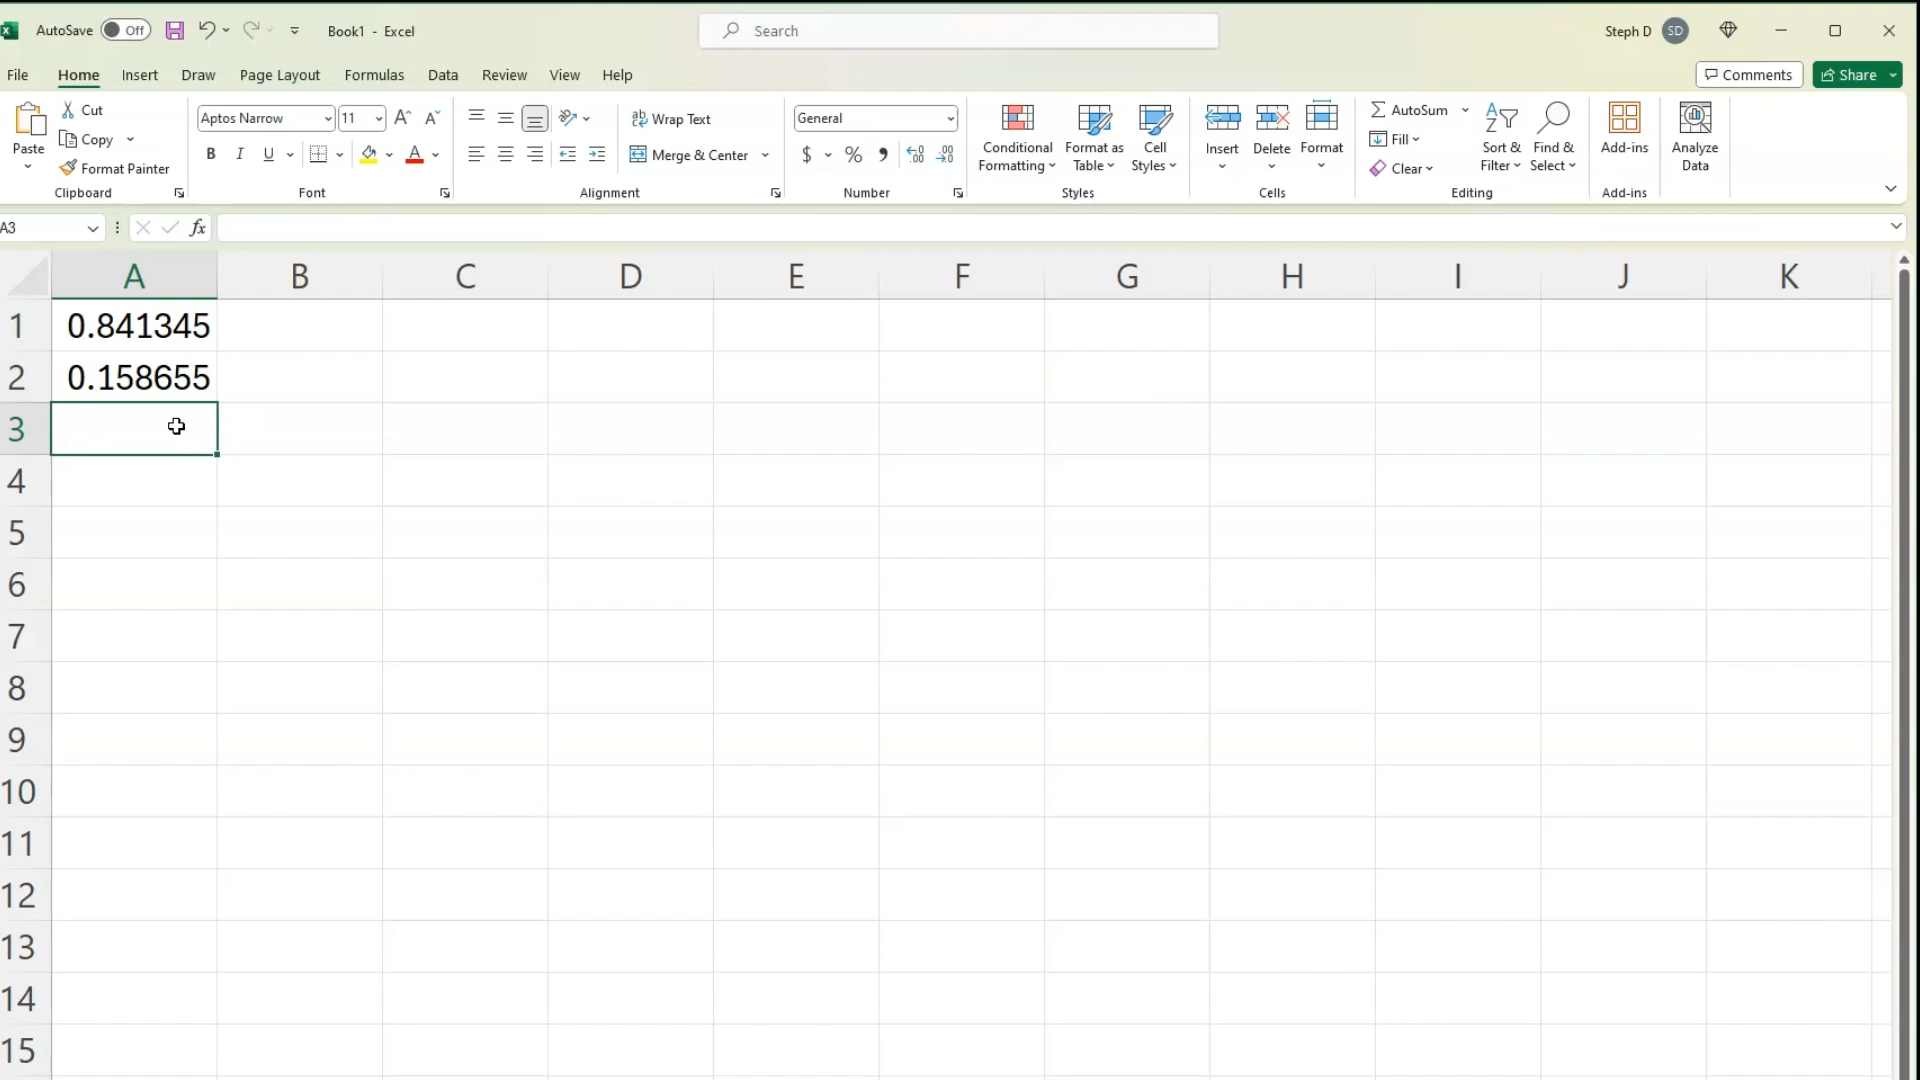 AutoSave Off Book1 - Excel Search Steph D SD
File Home Insert Draw Page Layout Formulas Data Review View Help Comments Share
Paste Cut Copy Format Painter Clipboard
Aptos Narrow 11 A A B I U A Font
ab Wrap Text Merge & Center Alignment
General $ % , .00 Number
Conditional Formatting Format as Table Cell Styles Styles
Insert Delete Format Cells
AutoSum Fill Clear Sort & Filter Find & Select Editing
Add-ins Add-ins
Analyze Data
A3 fx
A B C D E F G H I J K
1 0.841345
2 0.158655
3
4
5
6
7
8
9
10
11
12
13
14
15